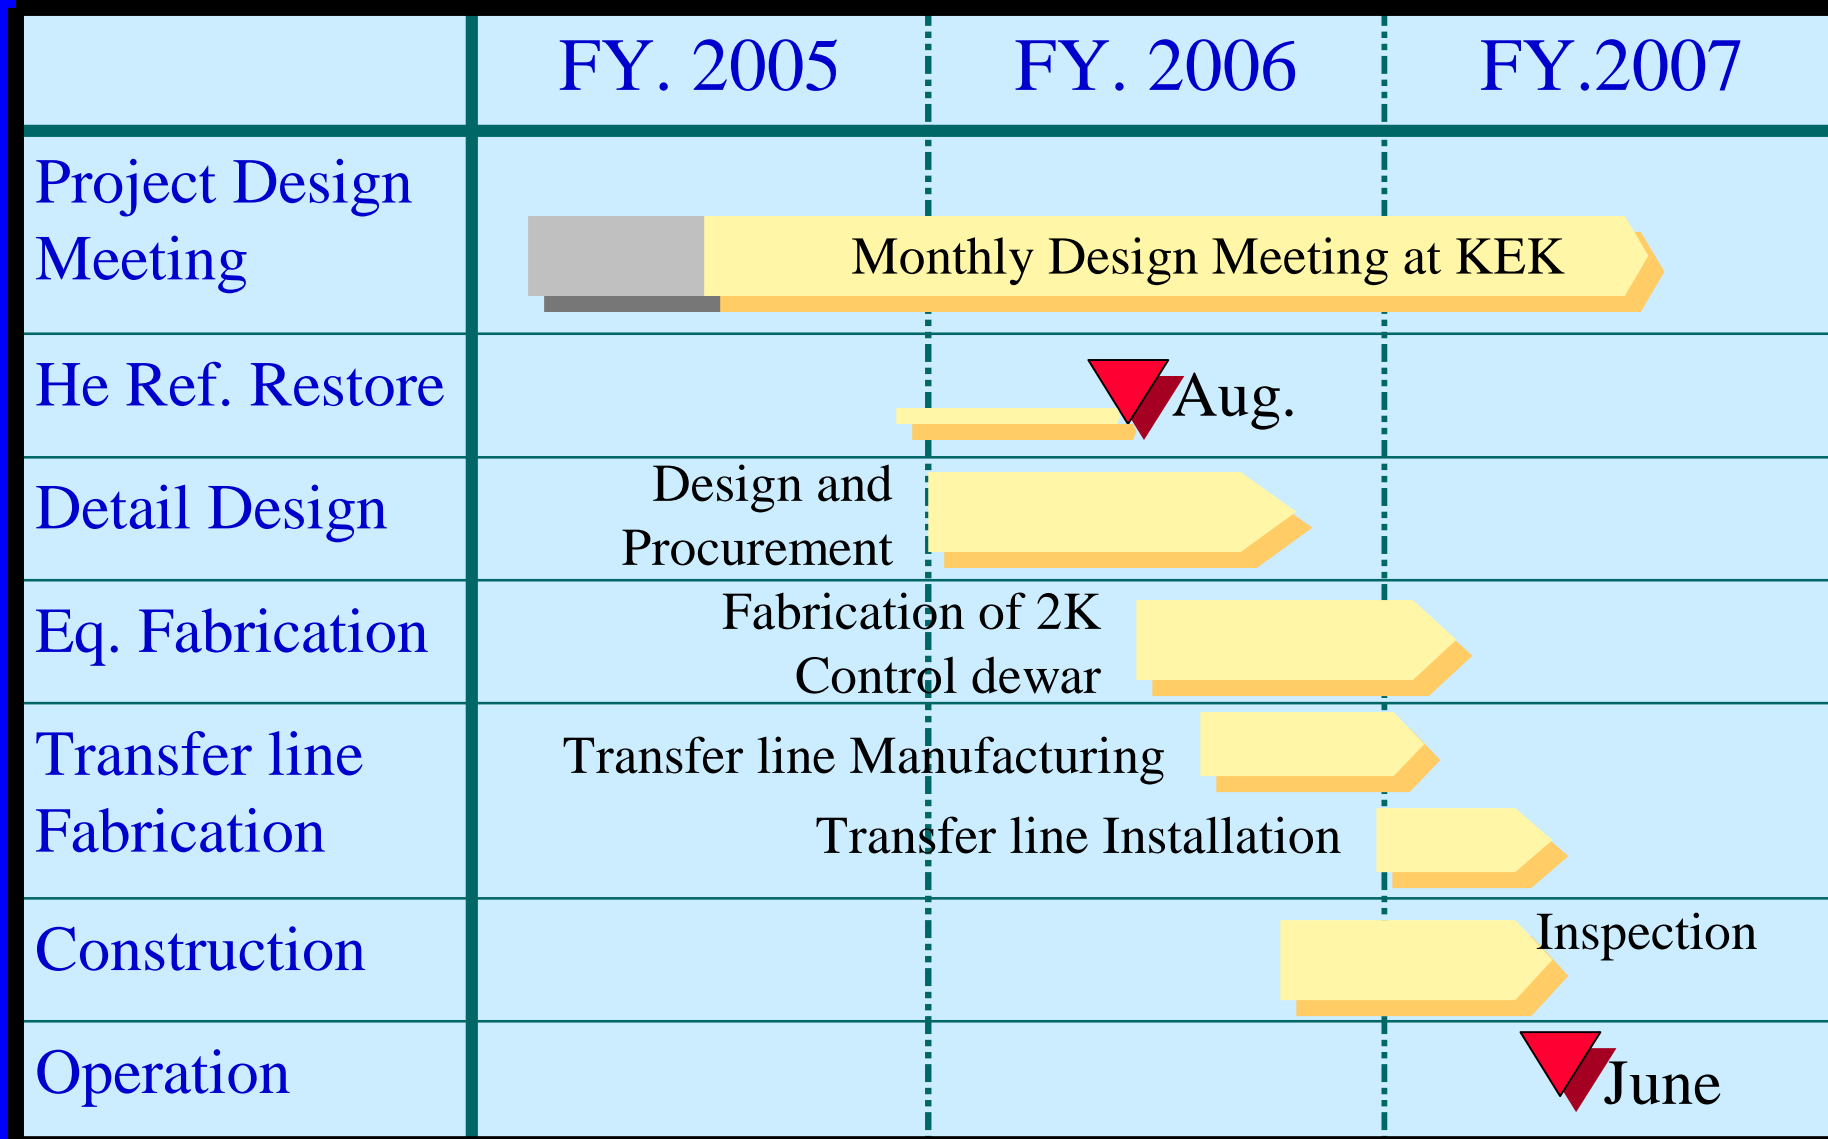 FY. 2005
FY. 2006
FY.2007
Project Design
Meeting
Monthly Design Meeting at KEK
He Ref. Restore
Aug.
Detail Design
Design and
Procurement
Eq. Fabrication
Fabrication of 2K
Control dewar
Transfer line
Fabrication
Transfer line Manufacturing
Transfer line Installation
Construction
Inspection
Operation
June